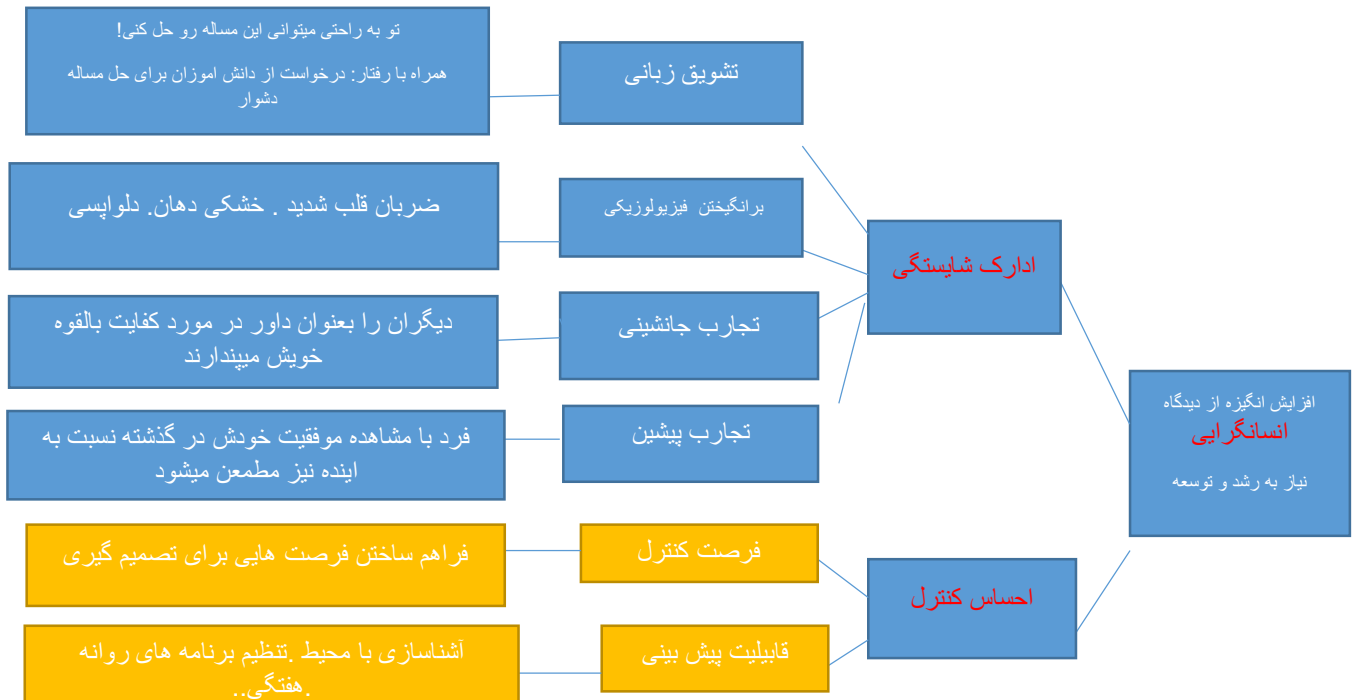 افزایش انگیزه از دیدگاه
انسانگرایی
نیاز به رشد و توسعه
ادارک شایستگی
تشویق زبانی
تو به راحتی میتوانی این مساله رو حل کنی!
همراه با رفتار: درخواست از دانش اموزان برای حل مساله
دشوار
برانگیختن فیزیولوزیکی
ضربان قلب شدید . خشکی دهان. دلواپسی
تجارب جانشینی
دیگران را بعنوان داور در مورد کفایت بالقوه
خویش میپندارند
تجارب پیشین
فرد با مشاهده موفقیت خودش در گذشته نسبت به
اینده نیز مطمعن میشود
احساس کنترل
فرصت کنترل
فراهم ساختن فرصت هایی برای تصمیم گیری
قابیلیت پیش بینی
آشناسازی با محیط .تنظیم برنامه های روانه
.هفتگی..